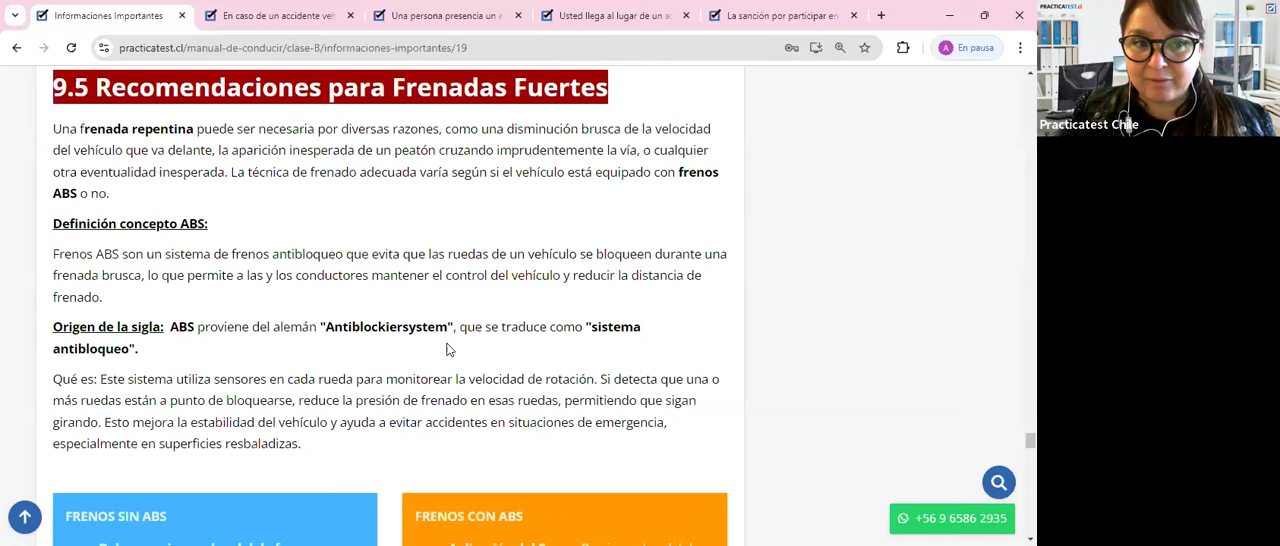 Informaciones Importantes
En caso de un accidente veh
Una persona presencia un a
Usted llega al lugar de un ac
La sanción por participar en
practicatest.cl/manual-de-conducir/clase-B/informaciones-importantes/19
A En pausa
PRACTICATEST.cl
Practicatest Chile
9.5 Recomendaciones para Frenadas Fuertes
Una frenada repentina puede ser necesaria por diversas razones, como una disminución brusca de la velocidad
del vehículo que va delante, la aparición inesperada de un peatón cruzando imprudentemente la vía, o cualquier
otra eventualidad inesperada. La técnica de frenado adecuada varía según si el vehículo está equipado con frenos
ABS o no.
Definición concepto ABS:
Frenos ABS son un sistema de frenos antibloqueo que evita que las ruedas de un vehículo se bloqueen durante una
frenada brusca, lo que permite a las y los conductores mantener el control del vehículo y reducir la distancia de
frenado.
Origen de la sigla: ABS proviene del alemán "Antiblockiersystem", que se traduce como "sistema
antibloqueo".
Qué es: Este sistema utiliza sensores en cada rueda para monitorear la velocidad de rotación. Si detecta que una o
más ruedas están a punto de bloquearse, reduce la presión de frenado en esas ruedas, permitiendo que sigan
girando. Esto mejora la estabilidad del vehículo y ayuda a evitar accidentes en situaciones de emergencia,
especialmente en superficies resbaladizas.
FRENOS SIN ABS
FRENOS CON ABS
+56 9 6586 2935